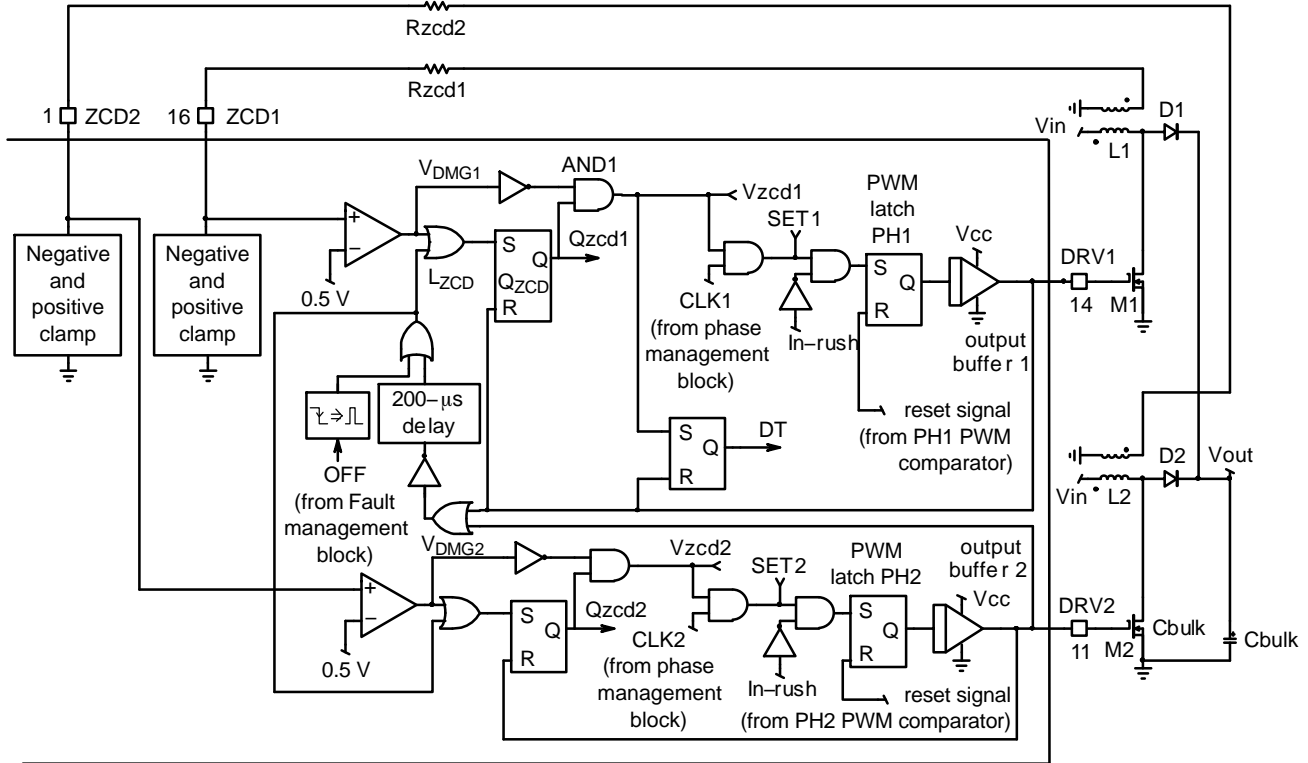 Rzcd2
Rzcd1
1
ZCD2
16
ZCD1
D1
Vin
L1
AND1
VDMG1
Vzcd1
PWM
latch
PH1
SET1
Vcc
DRV1
Negative
and
positive
clamp
Negative
and
positive
clamp
+
−
0.5 V
LZCD
S
Q
QZCD
R
Qzcd1
CLK1
(from phase
management
block)
In−rush
S
Q
R
14
M1
output
buffer 1
200−μs
delay
OFF
(from Fault
management
block)
S
Q
R
DT
reset signal
(from PH1 PWM
comparator)
D2
Vout
Vin
L2
VDMG2
Vzcd2
SET2
PWM
latch PH2
output
buffer 2
Vcc
DRV2
+
−
0.5 V
S
Q
R
Qzcd2
CLK2
(from phase
management
block)
In−rush
S
Q
R
reset signal
(from PH2 PWM comparator)
11
M2
Cbulk
Cbulk